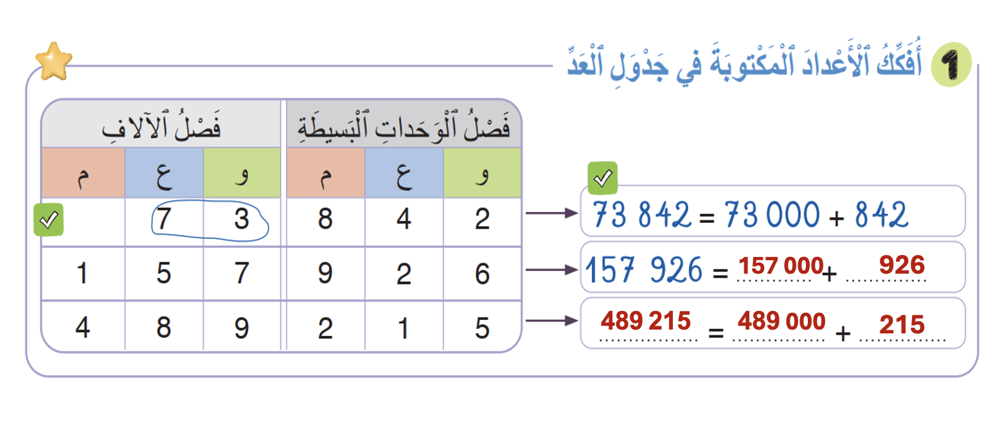 1 أُفَكِّكُ ٱلْأَعْدادَ ٱلْمَكْتوبَةَ في جَدْوَلِ ٱلْعَدِّ
فَصْلُ ٱلْآلافِ فَصْلُ ٱلْوَحَداتِ ٱلْبَسيطَةِ
م ع و م ع و
7 3 8 4 2
73 842 = 73 000 + 842
1 5 7 9 2 6
157 926 = 157 000 + 926
4 8 9 2 1 5
489 215 = 489 000 + 215